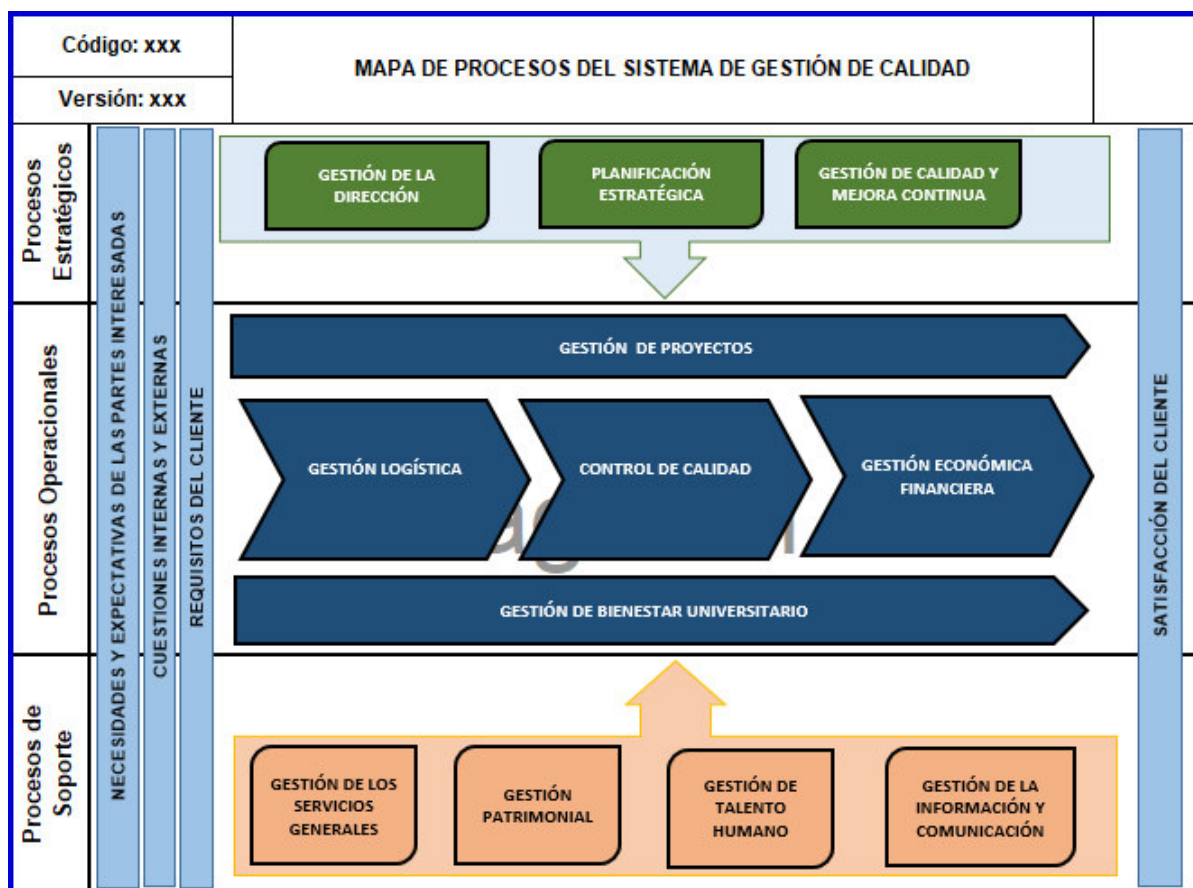 Código: xxx
Versión: xxx
MAPA DE PROCESOS DEL SISTEMA DE GESTIÓN DE CALIDAD
Procesos
Estratégicos
NECESIDADES Y EXPECTATIVAS DE LAS PARTE INTERESADAS
CUESTIONES INTERNAS Y EXTERNAS
REQUISITOS DEL CLIENTE
GESTIÓN DE LA
DIRECCIÓN
PLANIFICACIÓN
ESTRATÉGICA
GESTIÓN DE CALIDAD Y
MEJORA CONTINUA
Procesos Operacionales
GESTIÓN DE PROYECTOS
GESTIÓN LOGÍSTICA
CONTROL DE CALIDAD
GESTIÓN ECONÓMICA
FINANCIERA
GESTIÓN DE BIENESTAR UNIVERSITARIO
Procesos de
Soporte
GESTIÓN DE LOS
SERVICIOS
GENERALES
GESTIÓN
PATRIMONIAL
GESTIÓN DE
TALENTO
HUMANO
GESTIÓN DE LA
INFORMACIÓN Y
COMUNICACIÓN
SATISFACCIÓN DEL CLIENTE